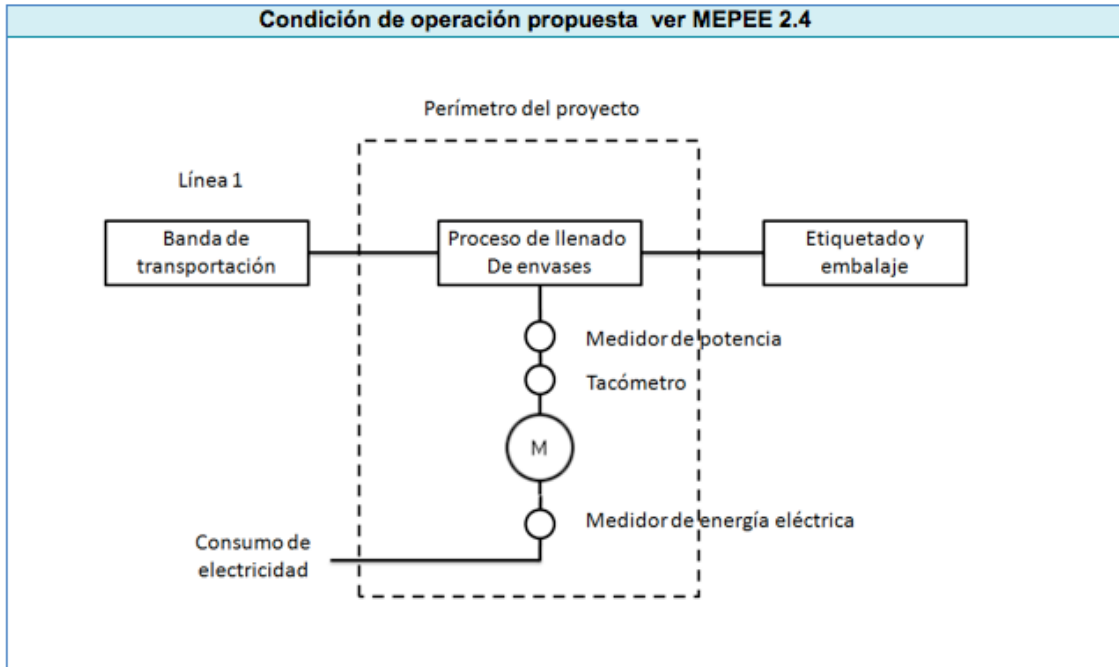 Condición de operación propuesta ver MEPEE 2.4
Perímetro del proyecto
Línea 1
Banda de
transportación
Proceso de llenado
De envases
Etiquetado y
embalaje
Medidor de potencia
Tacómetro
M
Medidor de energía eléctrica
Consumo de
electricidad